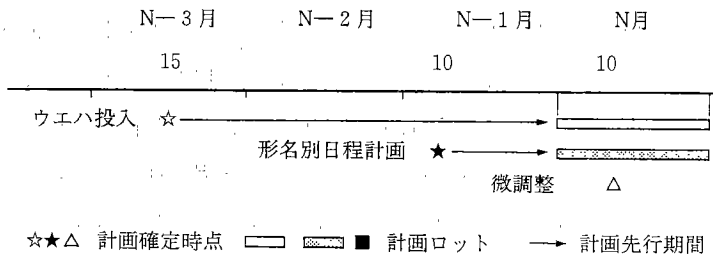 N－3月 N－2月 N－1月 N月
15 10 10
ウエハ投入 ☆
形名別日程計画 ★
微調整 △
☆★△ 計画確定時点 ■ 計画ロット → 計画先行期間